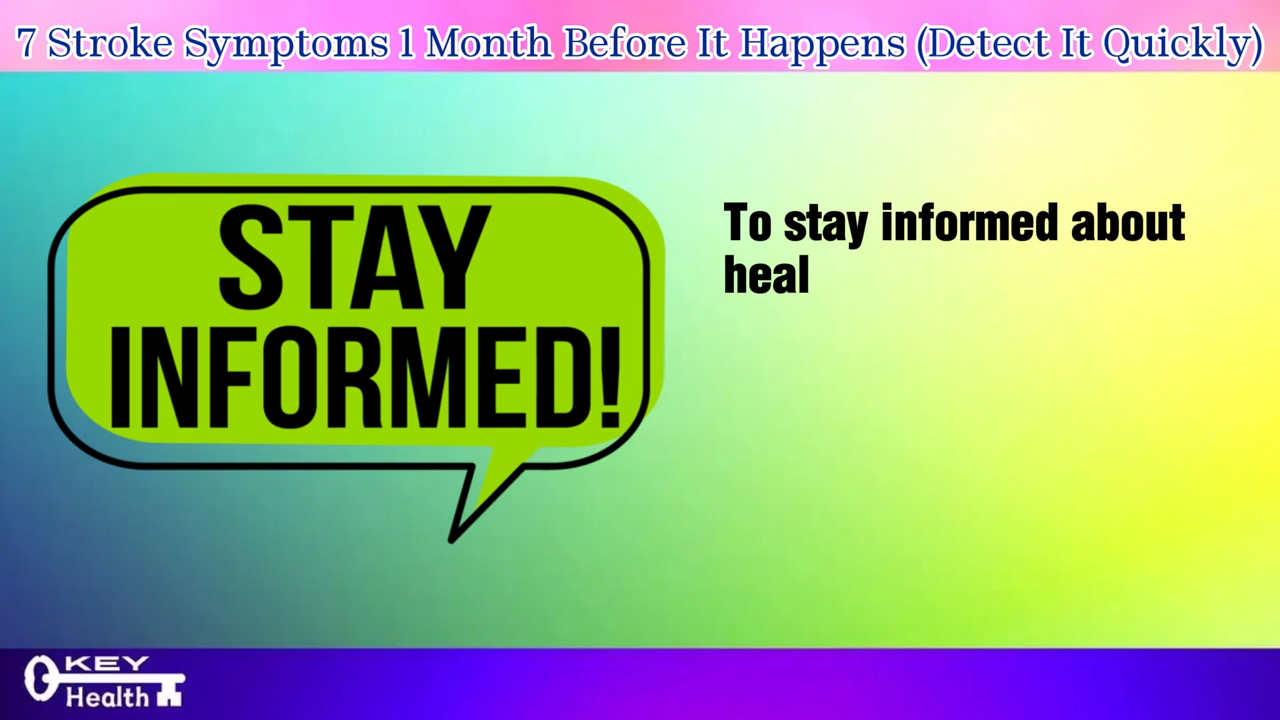 7 Stroke Symptoms 1 Month Before It Happens (Detect It Quickly)
STAY
INFORMED!
To stay informed about
heal
KEY
Health